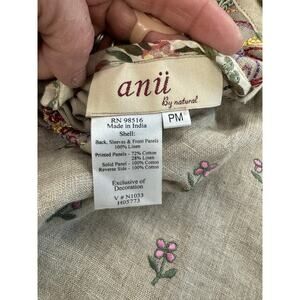 anü
By natural
PM
RN 98516
Made in India
Shell:
Back, Sleeves & Front Panels
100% Linen
Printed Panels - 72% Cotton
28% Linen
Solid Panel - 100% Cotton
Reverse Side - 100% Cotton
Exclusive of
Decoration
V # N1033
H05773